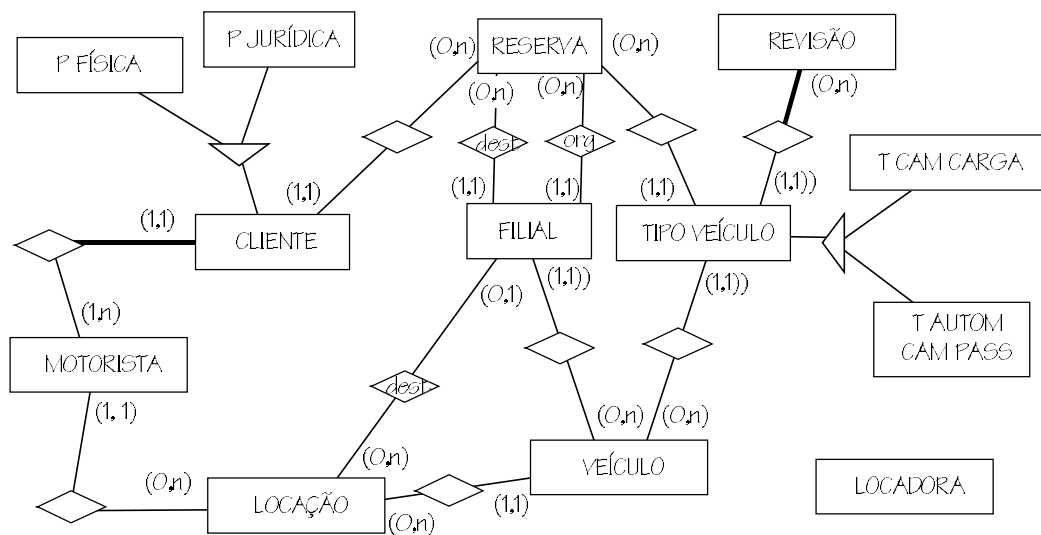 P FÍSICA
P JURÍDICA
(0,n)
RESERVA
(0,n)
REVISÃO
(0,n)
(0,n)
(0,n)
dest
org
T CAM CARGA
(1,1)
(1,1)
(1,1)
(1,1)
(1,1))
(1,1)
CLIENTE
FILIAL
TIPO VEÍCULO
(0,1)
(1,1))
(1,1))
(1,n)
T AUTOM
CAM PASS
MOTORISTA
(1,1)
dest
(0,n)
(0,n)
(0,n)
(0,n)
VEÍCULO
LOCAÇÃO
(0,n)
(1,1)
LOCADORA